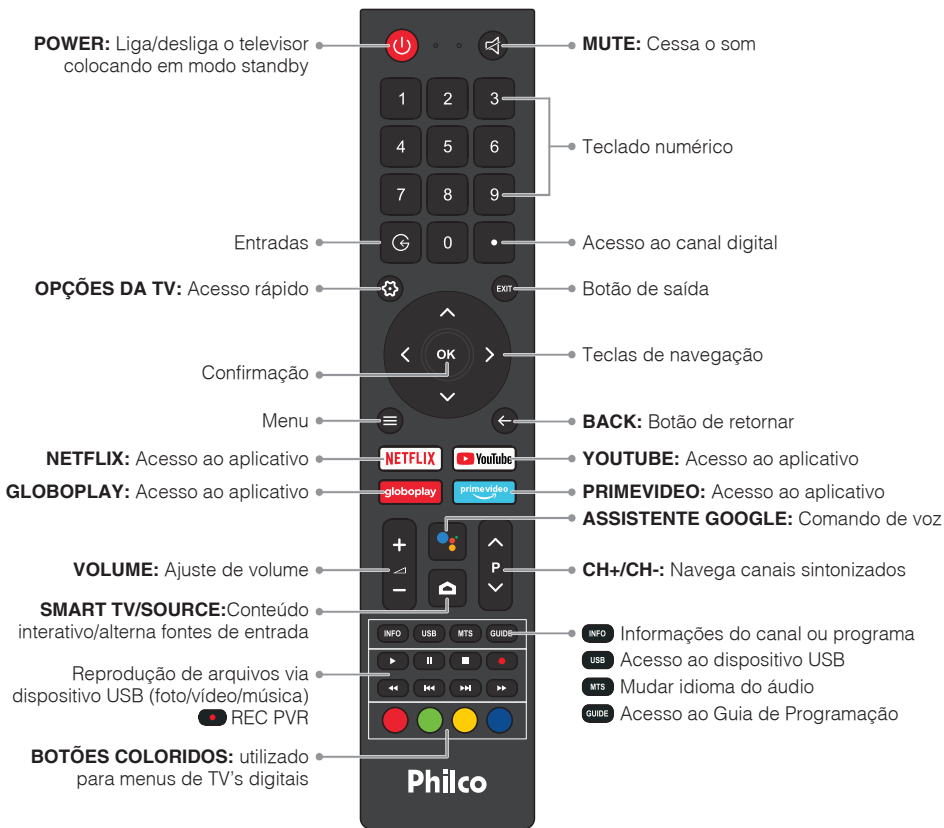 POWER: Liga/desliga o televisor
colocando em modo standby
MUTE: Cessa o som
1 2 3
Teclado numérico
4 5 6
7 8 9
Entradas
0
Acesso ao canal digital
OPÇÕES DA TV: Acesso rápido
EXIT
Botão de saída
OK
Teclas de navegação
Confirmação
Menu
BACK: Botão de retornar
NETFLIX: Acesso ao aplicativo
NETFLIX
YouTube
YOUTUBE: Acesso ao aplicativo
GLOBOPLAY: Acesso ao aplicativo
globoplay
prime video
PRIMEVIDEO: Acesso ao aplicativo
ASSISTENTE GOOGLE: Comando de voz
VOLUME: Ajuste de volume
P
CH+/CH-: Navega canais sintonizados
SMART TV/SOURCE:Conteúdo
interativo/alterna fontes de entrada
INFO USB MTS GUIDE
INFO Informações do canal ou programa
USB Acesso ao dispositivo USB
MTS Mudar idioma do áudio
GUIDE Acesso ao Guia de Programação
Reprodução de arquivos via
dispositivo USB (foto/vídeo/música)
REC PVR
BOTÕES COLORIDOS: utilizado
para menus de TV's digitais
Philco